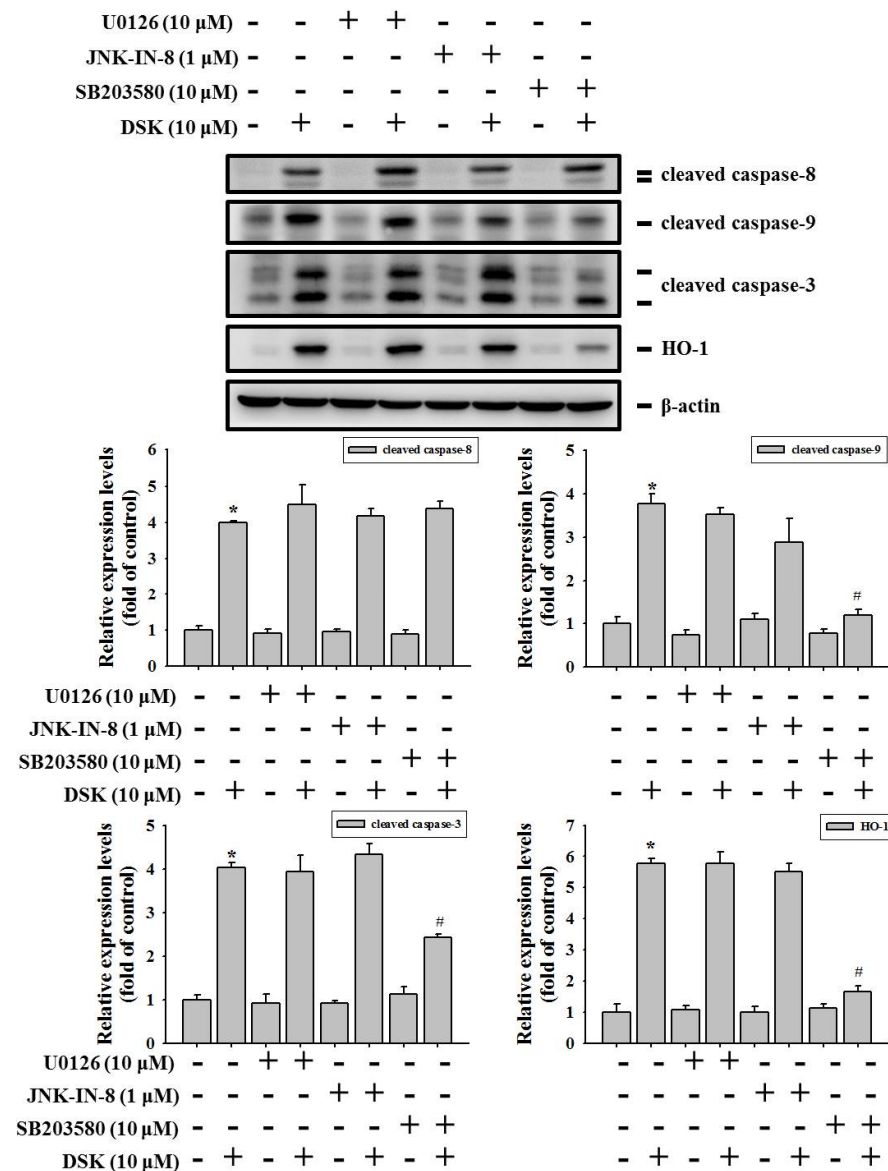 U0126 (10 μM) - - + + - - - -
JNK-IN-8 (1 μM) - - - - + + - -
SB203580 (10 μM) - - - - - - + +
DSK (10 μM) - + - + - + - +
cleaved caspase-8
cleaved caspase-9
cleaved caspase-3
HO-1
β-actin
Relative expression levels
(fold of control)
6
5
4
3
2
1
0
cleaved caspase-8
*
U0126 (10 μM) - - + + - - - -
JNK-IN-8 (1 μM) - - - - + + - -
SB203580 (10 μM) - - - - - - + +
DSK (10 μM) - + - + - + - +
Relative expression levels
(fold of control)
5
4
3
2
1
0
cleaved caspase-9
*
#
- - + + - - - -
- - - - + + - -
- - - - - - + +
- + - + - + - +
Relative expression levels
(fold of control)
5
4
3
2
1
0
cleaved caspase-3
*
#
U0126 (10 μM) - - + + - - - -
JNK-IN-8 (1 μM) - - - - + + - -
SB203580 (10 μM) - - - - - - + +
DSK (10 μM) - + - + - + - +
Relative expression levels
(fold of control)
7
6
5
4
3
2
1
0
HO-1
*
#
- - + + - - - -
- - - - + + - -
- - - - - - + +
- + - + - + - +